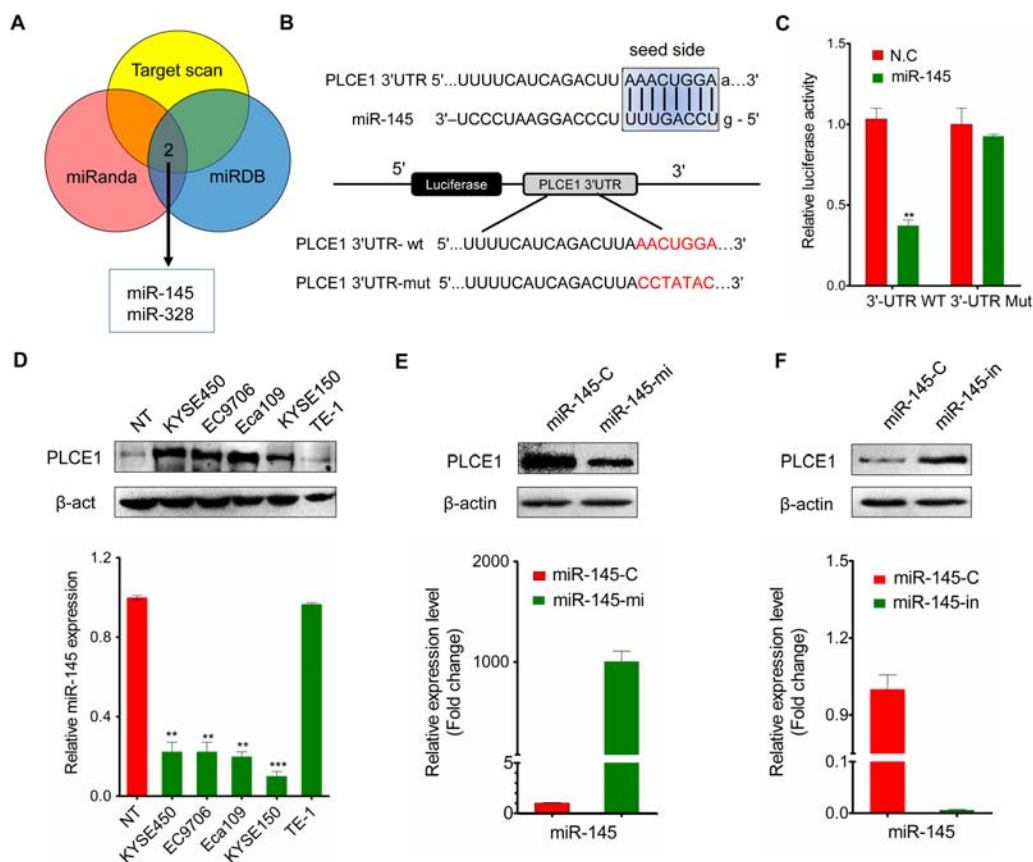 A
Target scan
2
miRanda
miRDB
miR-145
miR-328
B
seed side
PLCE1 3'UTR 5'...UUUUCAUCAGACUU AAACUGGA a...3'
miR-145 3'–UCCCUAAGGACCCU UUUGACCU g - 5'
5'
3'
Luciferase
PLCE1 3'UTR
PLCE1 3'UTR- wt 5'...UUUUCAUCAGACUUAAACUGGA...3'
PLCE1 3'UTR-mut 5'...UUUUCAUCAGACUUACCTATAC...3'
C
N.C
miR-145
Relative luciferase activity
1.5
1.0
0.5
0.0
**
3'-UTR WT 3'-UTR Mut
D
NT KYSE450 EC9706 Eca109 KYSE150 TE-1
PLCE1
β-act
Relative miR-145 expression
1.2
0.8
0.4
0.0
** ** ** ***
NT KYSE450 EC9706 Eca109 KYSE150 TE-1
E
miR-145-C miR-145-mi
PLCE1
β-actin
Relative expression level
(Fold change)
2000
1000
5
0
miR-145-C
miR-145-mi
miR-145
F
miR-145-C miR-145-in
PLCE1
β-actin
Relative expression level
(Fold change)
1.5
0.9
0.1
0.0
miR-145-C
miR-145-in
miR-145